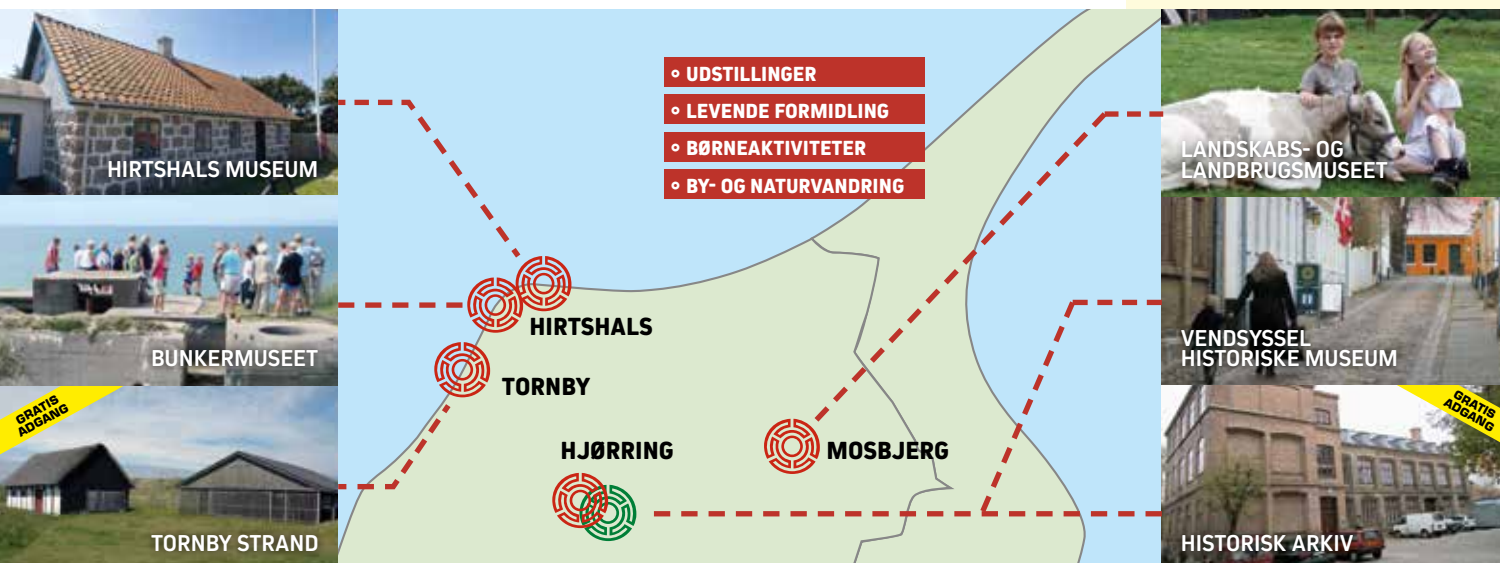 HIRTSHALS MUSEUM
BUNKERMUSEET
GRATIS
ADGANG
TORNBY STRAND
UDSTILLINGER
LEVENDE FORMIDLING
BØRNEAKTIVITETER
BY- OG NATURVANDRING
HIRTSHALS
TORNBY
HJØRRING
MOSBJERG
LANDSKABS- OG
LANDBRUGSMUSEET
VENDSYSSEL
HISTORISKE MUSEUM
GRATIS
ADGANG
HISTORISK ARKIV